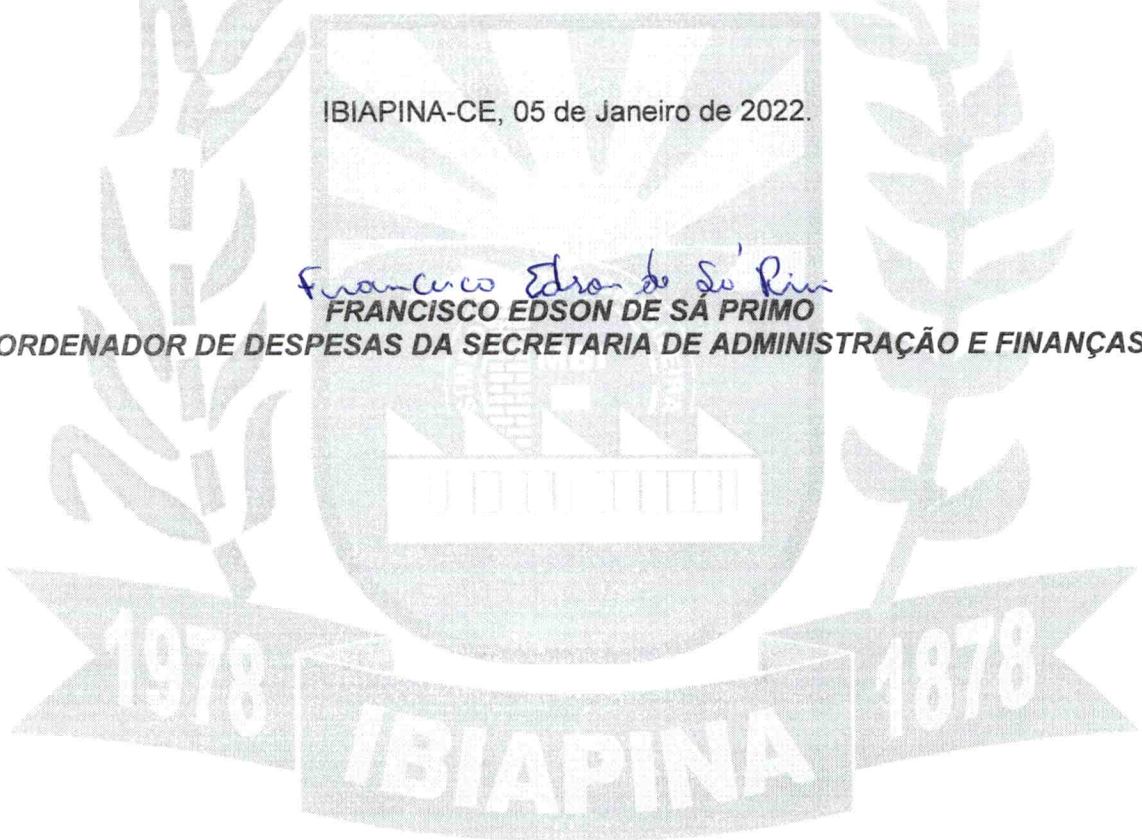 IBIAPINA-CE, 05 de Janeiro de 2022.
Francisco Edson de Sá Primo
FRANCISCO EDSON DE SÁ PRIMO
ORDENADOR DE DESPESAS DA SECRETARIA DE ADMINISTRAÇÃO E FINANÇAS
1978
1878
IBIAPINA